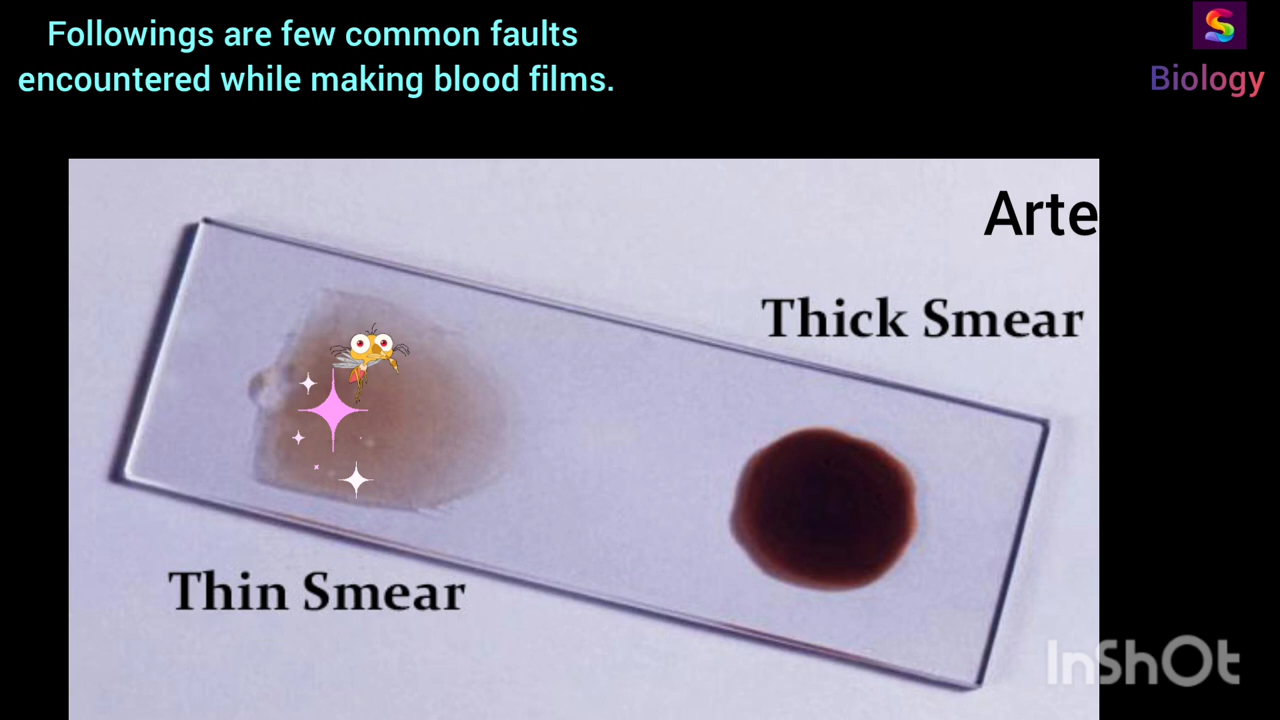 Followings are few common faults
encountered while making blood films.
S
Biology
Arte
Thick Smear
Thin Smear
InShOt